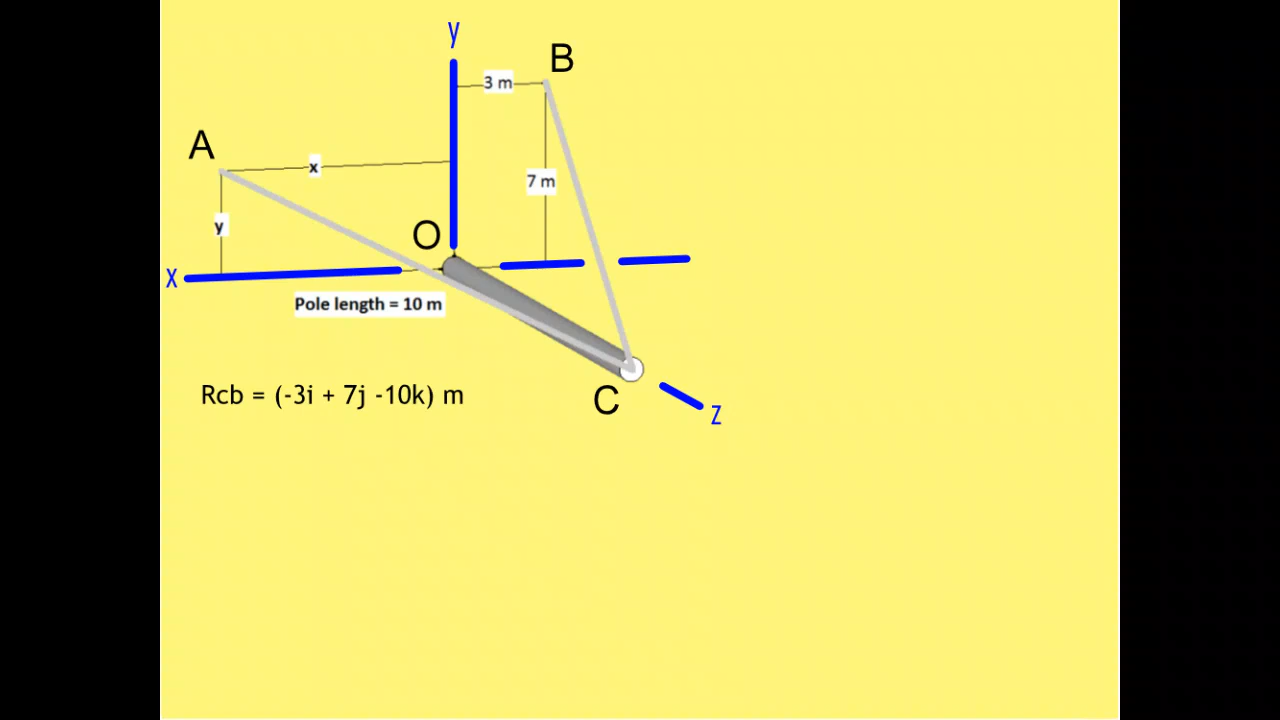 y
B
3 m
A
x
7 m
y
O
X
Pole length = 10 m
Rcb = (-3i + 7j -10k) m
C
Z